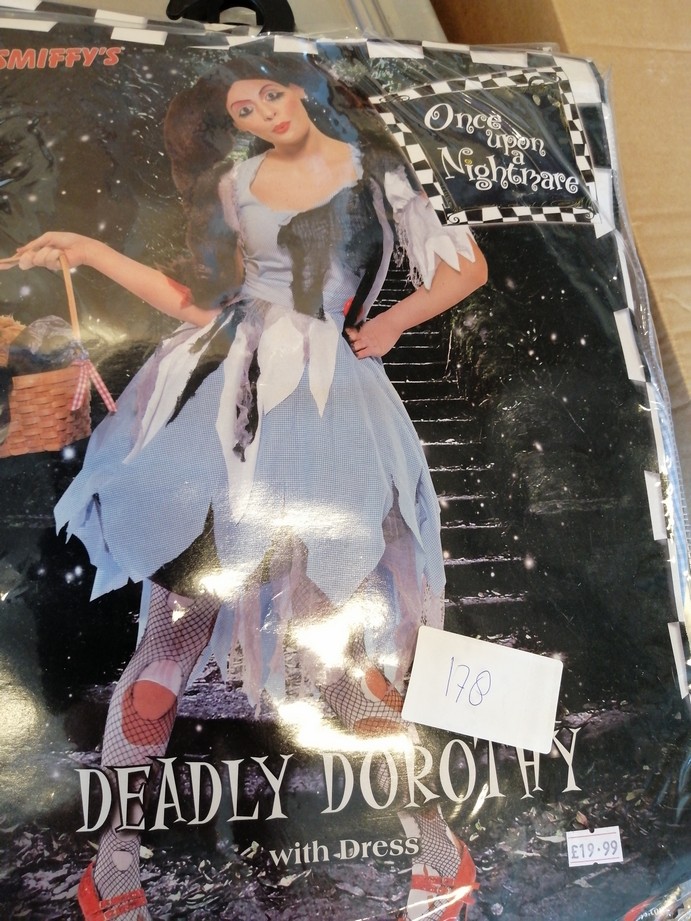 SMIFFY'S
Once
upon
a
Nightmare
178
DEADLY DOROTHY
with Dress
£19.99